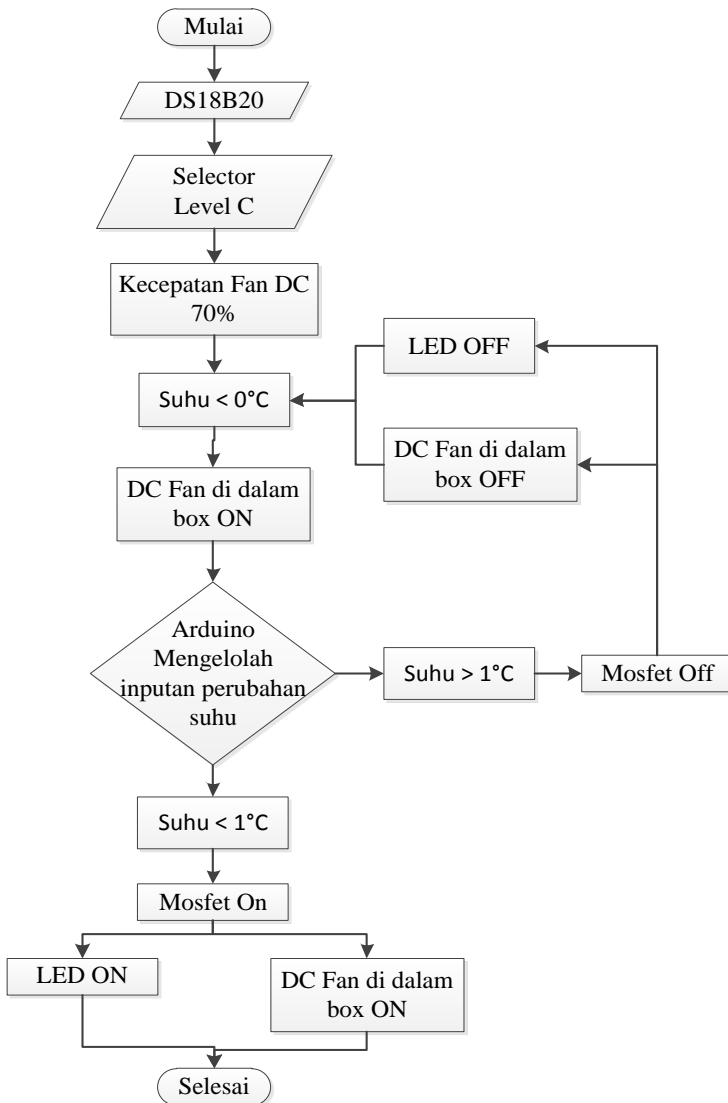 Mulai
DS18B20
Selector
Level C
Kecepatan Fan DC
70%
LED OFF
Suhu < 0°C
DC Fan di dalam
box OFF
DC Fan di dalam
box ON
Arduino
Mengelolah
inputan perubahan
suhu
Suhu > 1°C
Mosfet Off
Suhu < 1°C
Mosfet On
LED ON
DC Fan di dalam
box ON
Selesai